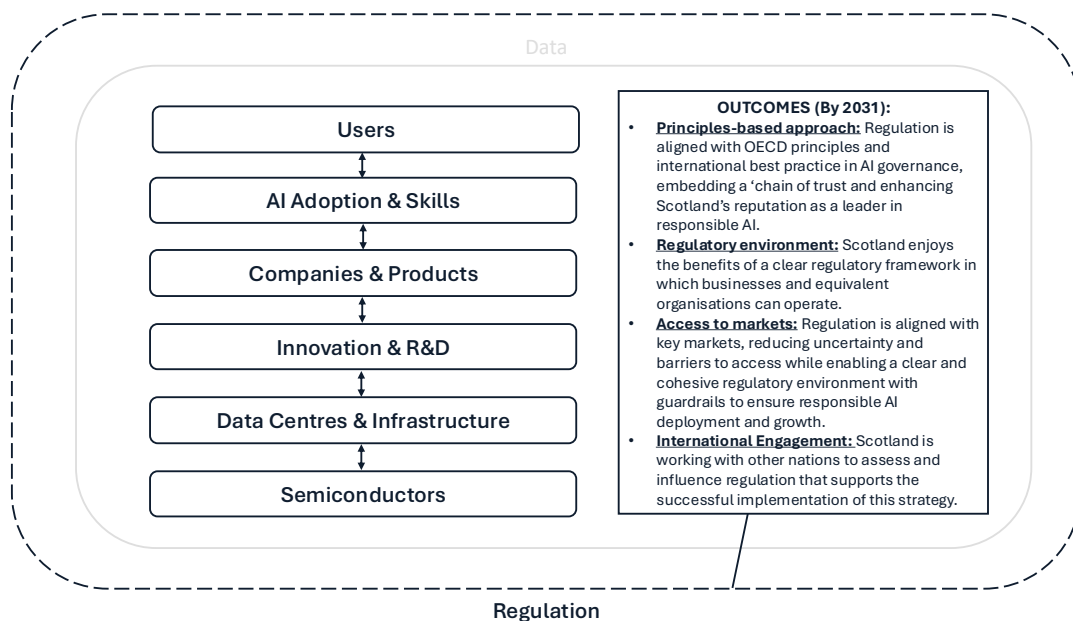 Data
Users
AI Adoption & Skills
Companies & Products
Innovation & R&D
Data Centres & Infrastructure
Semiconductors
OUTCOMES (By 2031):
• Principles-based approach: Regulation is
aligned with OECD principles and
international best practice in AI governance,
embedding a ‘chain of trust and enhancing
Scotland’s reputation as a leader in
responsible AI.
• Regulatory environment: Scotland enjoys
the benefits of a clear regulatory framework in
which businesses and equivalent
organisations can operate.
• Access to markets: Regulation is aligned with
key markets, reducing uncertainty and
barriers to access while enabling a clear and
cohesive regulatory environment with
guardrails to ensure responsible AI
deployment and growth.
• International Engagement: Scotland is
working with other nations to assess and
influence regulation that supports the
successful implementation of this strategy.
Regulation